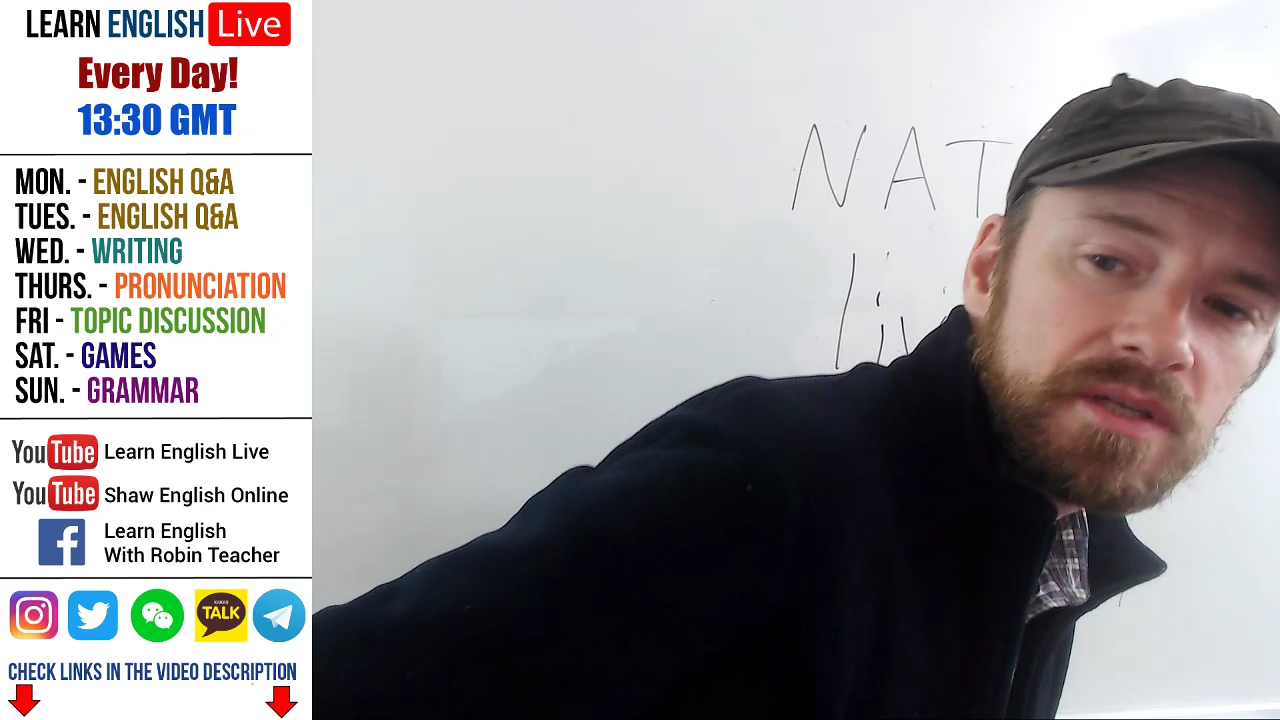 LEARN ENGLISH Live
Every Day!
13:30 GMT
MON. - ENGLISH Q&A
TUES. - ENGLISH Q&A
WED. - WRITING
THURS. - PRONUNCIATION
FRI - TOPIC DISCUSSION
SAT. - GAMES
SUN. - GRAMMAR
YouTube Learn English Live
YouTube Shaw English Online
f Learn English
With Robin Teacher
KAKAO
TALK
CHECK LINKS IN THE VIDEO DESCRIPTION
NAT